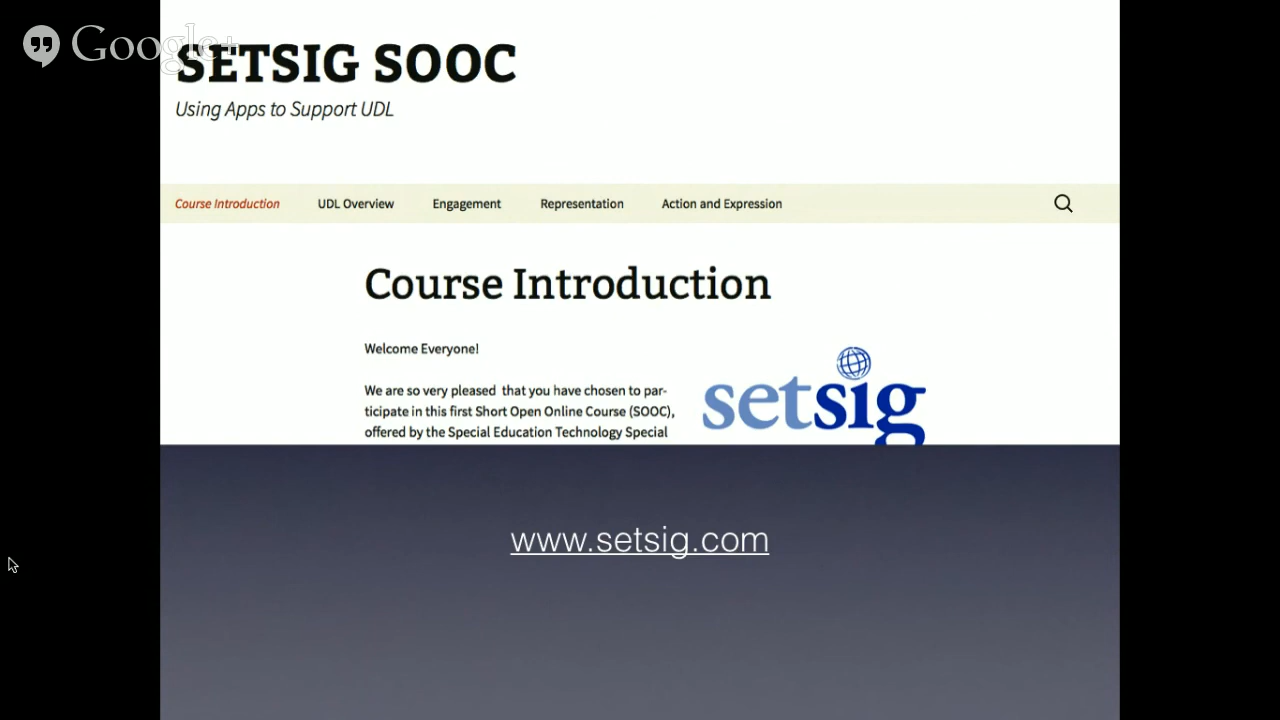 Google+
SETSIG SOOC
Using Apps to Support UDL
Course Introduction UDL Overview Engagement Representation Action and Expression
Course Introduction
Welcome Everyone!
We are so very pleased that you have chosen to par-
ticipate in this first Short Open Online Course (SOOC),
offered by the Special Education Technology Special
setsig
www.setsig.com